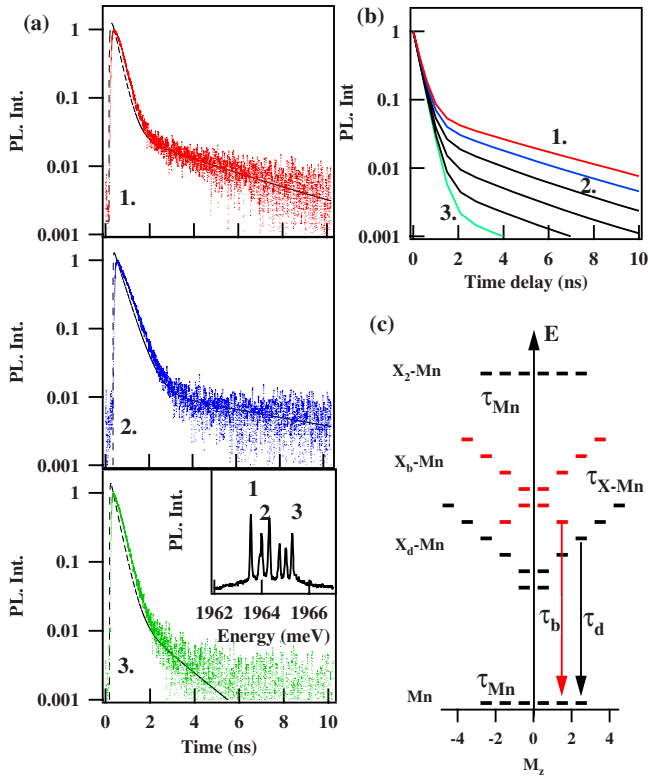 (a)
1
0.1
0.01
0.001
PL. Int.
1.
1
0.1
0.01
0.001
PL. Int.
2.
1
0.1
0.01
0.001
PL. Int.
3.
0
2
4
6
8
10
Time (ns)
PL. Int.
1
2
3
1962
1964
1966
Energy (meV)
(b)
1
0.1
0.01
0.001
PL. Int
1.
2.
3.
0
2
4
6
8
10
Time delay (ns)
(c)
E
X₂-Mn
τMn
Xb-Mn
τX-Mn
Xd-Mn
τb
τd
τMn
Mn
-4
-2
0
2
4
Mz